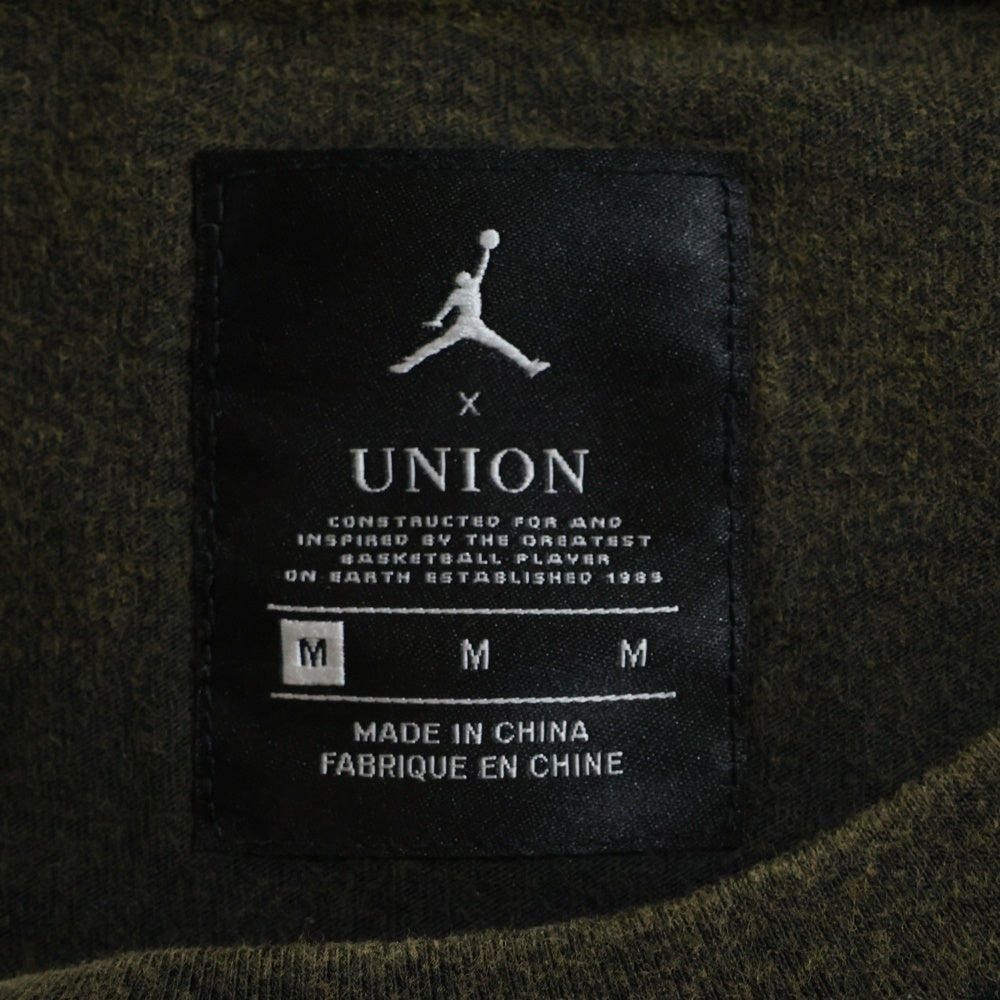 X
UNION
CONSTRUCTED FOR AND
INSPIRED BY THE GREATEST
BASKETBALL PLAYER
ON EARTH ESTABLISHED 1985
M M M
MADE IN CHINA
FABRIQUE EN CHINE